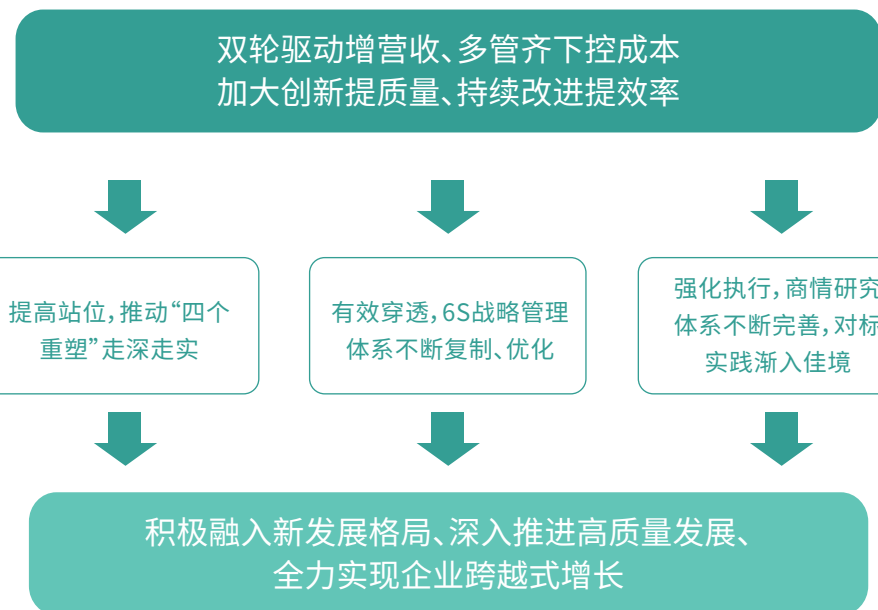 双轮驱动增营收、多管齐下控成本
加大创新提质量、持续改进提效率
提高站位，推动“四个
重塑”走深走实
有效穿透，6S战略管理
体系不断复制、优化
强化执行，商情研究
体系不断完善，对标
实践渐入佳境
积极融入新发展格局、深入推进高质量发展、
全力实现企业跨越式增长